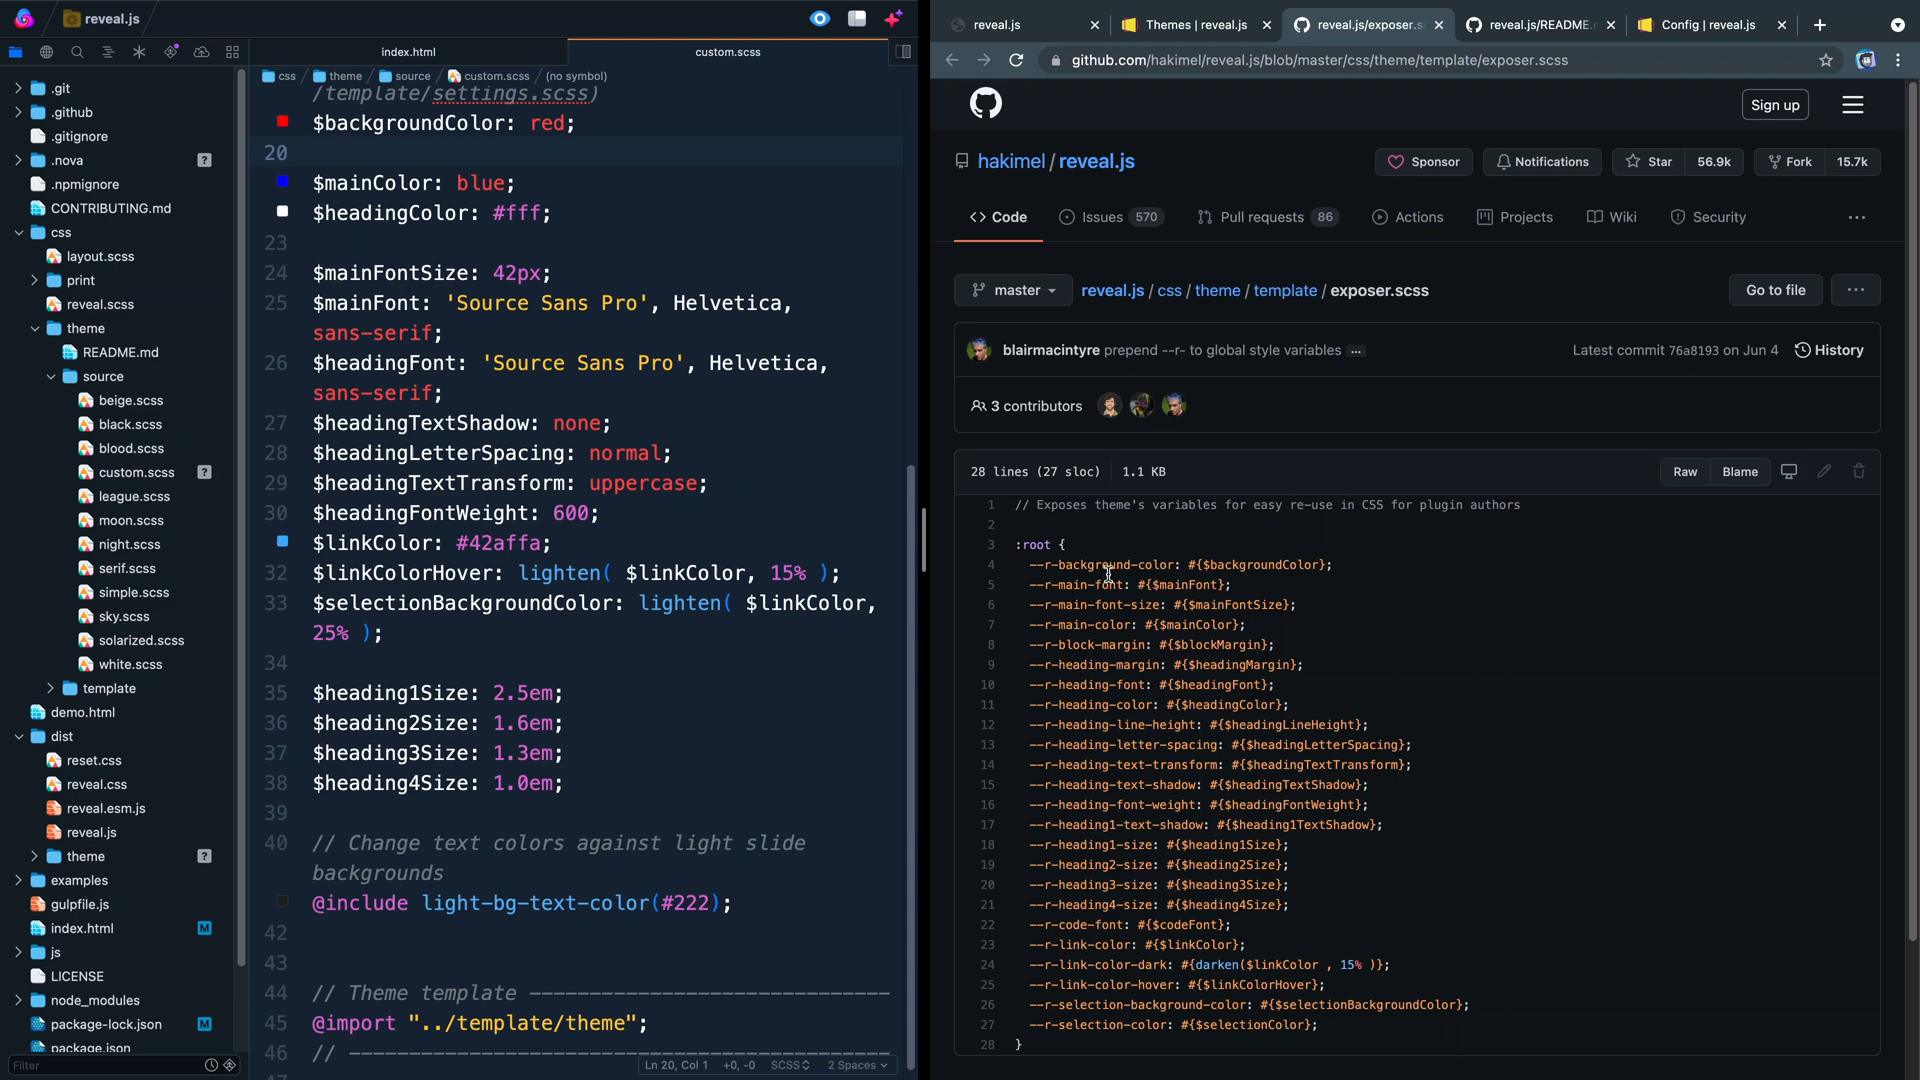 reveal.js
.git
.github
.gitignore
.nova
?
.npmignore
CONTRIBUTING.md
css
layout.scss
print
reveal.scss
theme
README.md
source
beige.scss
black.scss
blood.scss
custom.scss
?
league.scss
moon.scss
night.scss
serif.scss
simple.scss
sky.scss
solarized.scss
white.scss
template
demo.html
dist
reset.css
reveal.css
reveal.esm.js
reveal.js
theme
?
examples
gulpfile.js
index.html
M
js
LICENSE
node_modules
package-lock.json
M
package.json
Filter
index.html
custom.scss
css
theme
source
custom.scss
(no symbol)
/template/settings.scss)
$backgroundColor: red;
20
$mainColor: blue;
$headingColor: #fff;
23
24 $mainFontSize: 42px;
25 $mainFont: 'Source Sans Pro', Helvetica,
sans-serif;
26 $headingFont: 'Source Sans Pro', Helvetica,
sans-serif;
27 $headingTextShadow: none;
28 $headingLetterSpacing: normal;
29 $headingTextTransform: uppercase;
30 $headingFontWeight: 600;
$linkColor: #42affa;
32 $linkColorHover: lighten( $linkColor, 15% );
33 $selectionBackgroundColor: lighten( $linkColor,
25% );
34
35 $heading1Size: 2.5em;
36 $heading2Size: 1.6em;
37 $heading3Size: 1.3em;
38 $heading4Size: 1.0em;
39
40 // Change text colors against light slide
backgrounds
@include light-bg-text-color(#222);
42
43
44 // Theme template ------------------------------
45 @import "../template/theme";
46 // ---------------------------------------------
Ln 20, Col 1
+0, -0
SCSS
2 Spaces
reveal.js
Themes | reveal.js
reveal.js/exposer.s
reveal.js/README.
Config | reveal.js
github.com/hakimel/reveal.js/blob/master/css/theme/template/exposer.scss
Sign up
hakimel / reveal.js
Sponsor
Notifications
Star 56.9k
Fork 15.7k
Code
Issues 570
Pull requests 86
Actions
Projects
Wiki
Security
...
master
reveal.js / css / theme / template / exposer.scss
Go to file
...
blairmacintyre prepend --r- to global style variables ...
Latest commit 76a8193 on Jun 4
History
3 contributors
28 lines (27 sloc) | 1.1 KB
Raw
Blame
1 // Exposes theme's variables for easy re-use in CSS for plugin authors
2
3 :root {
4 --r-background-color: #{$backgroundColor};
5 --r-main-font: #{$mainFont};
6 --r-main-font-size: #{$mainFontSize};
7 --r-main-color: #{$mainColor};
8 --r-block-margin: #{$blockMargin};
9 --r-heading-margin: #{$headingMargin};
10 --r-heading-font: #{$headingFont};
11 --r-heading-color: #{$headingColor};
12 --r-heading-line-height: #{$headingLineHeight};
13 --r-heading-letter-spacing: #{$headingLetterSpacing};
14 --r-heading-text-transform: #{$headingTextTransform};
15 --r-heading-text-shadow: #{$headingTextShadow};
16 --r-heading-font-weight: #{$headingFontWeight};
17 --r-heading1-text-shadow: #{$heading1TextShadow};
18 --r-heading1-size: #{$heading1Size};
19 --r-heading2-size: #{$heading2Size};
20 --r-heading3-size: #{$heading3Size};
21 --r-heading4-size: #{$heading4Size};
22 --r-code-font: #{$codeFont};
23 --r-link-color: #{$linkColor};
24 --r-link-color-dark: #{darken($linkColor , 15% )};
25 --r-link-color-hover: #{$linkColorHover};
26 --r-selection-background-color: #{$selectionBackgroundColor};
27 --r-selection-color: #{$selectionColor};
28 }